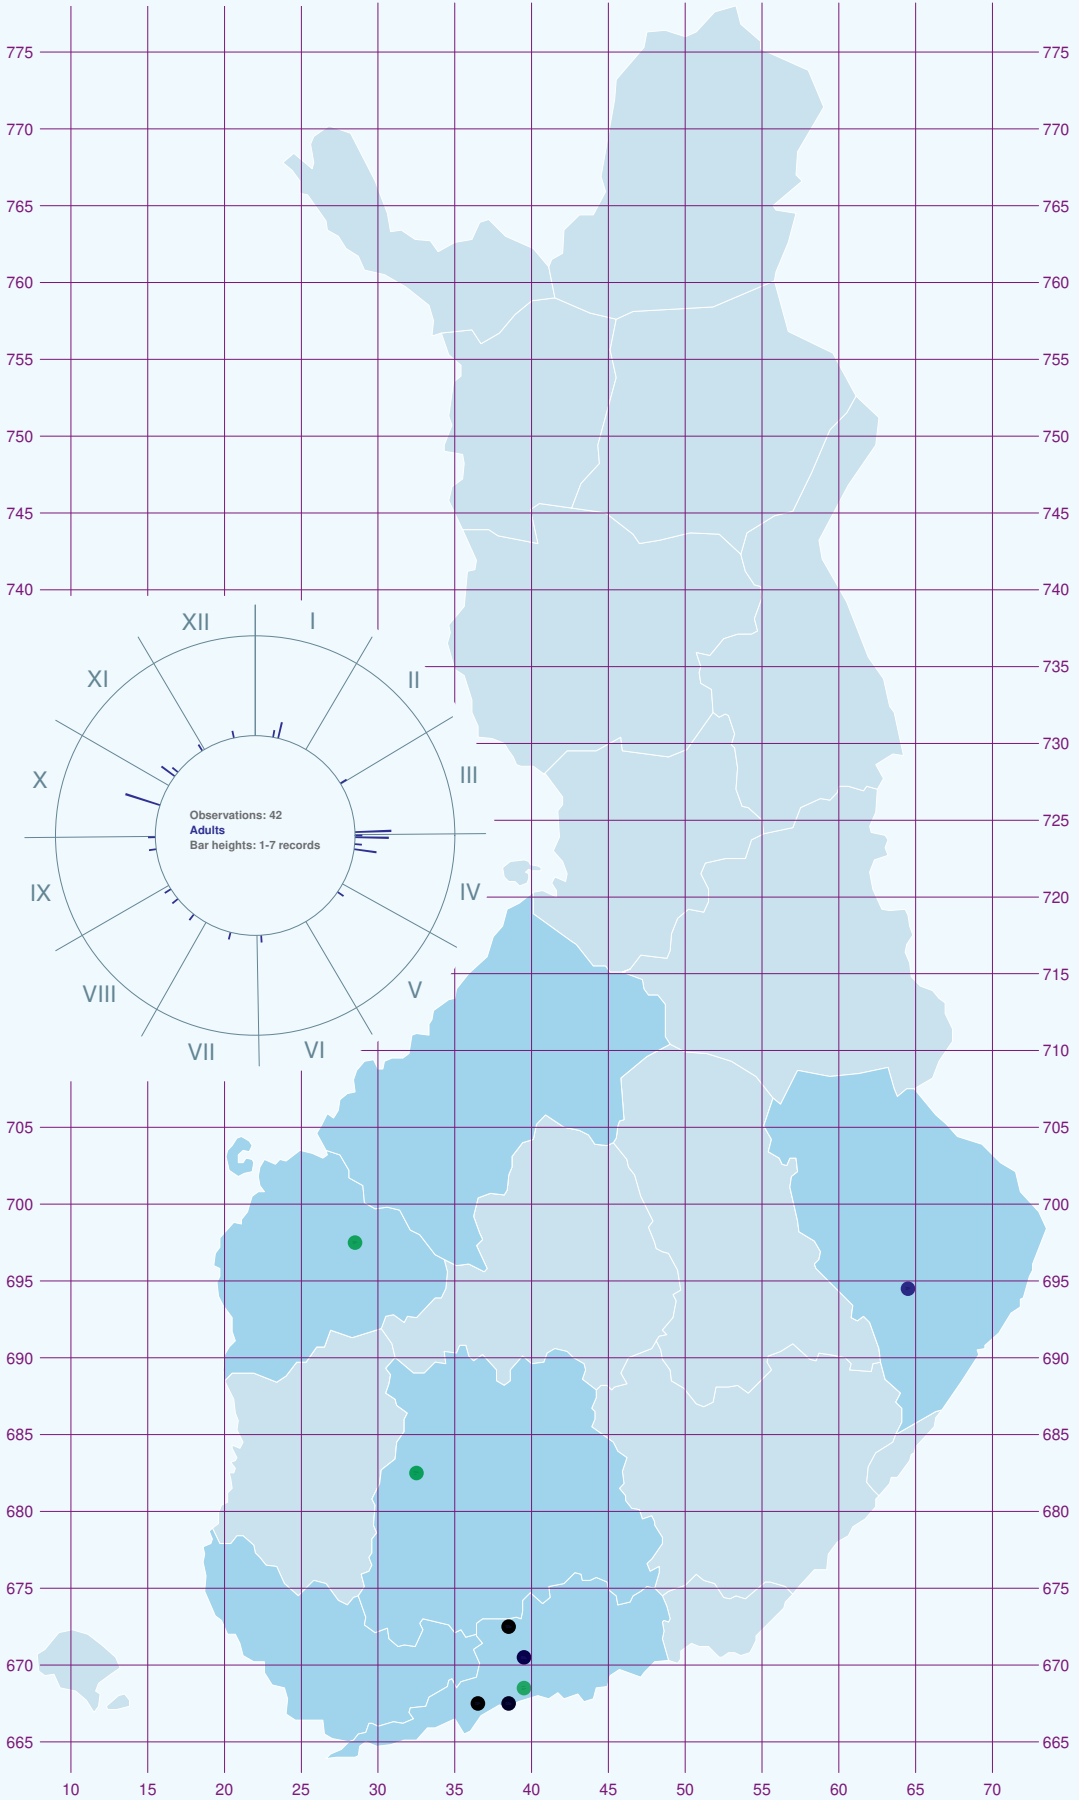 775 775
770 770
765 765
760 760
755 755
750 750
745 745
740 740
XII I
735
XI II
730
X III
725
Observations: 42
Adults
Bar heights: 1-7 records
IX IV
720
VIII V
715
VII VI
710
705 705
700 700
695 695
690 690
685 685
680 680
675 675
670 670
665 665
10 15 20 25 30 35 40 45 50 55 60 65 70